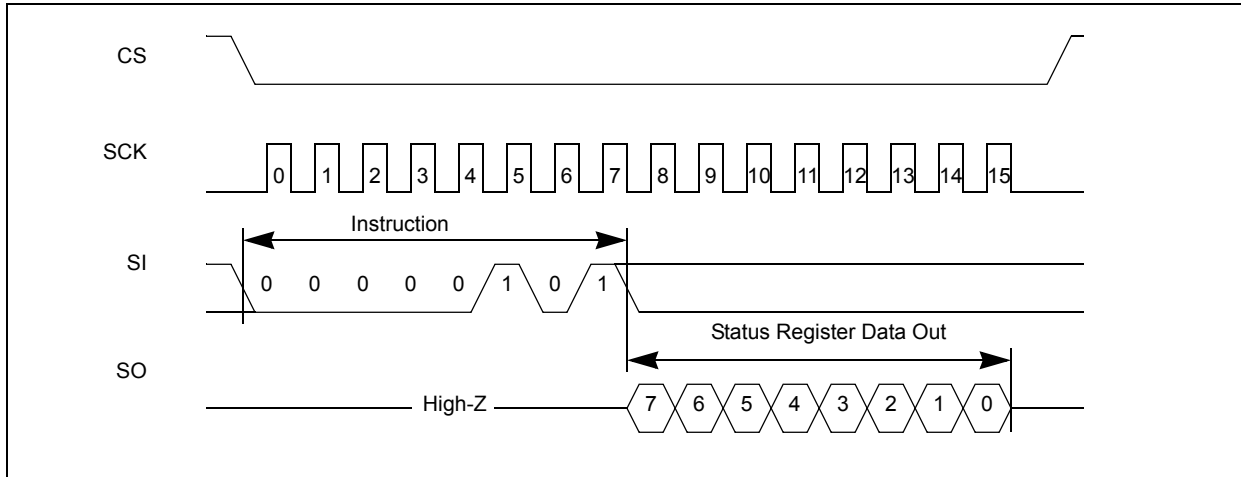 CS
SCK
0 1 2 3 4 5 6 7 8 9 10 11 12 13 14 15
Instruction
SI
0 0 0 0 0 1 0 1
Status Register Data Out
SO
High-Z
7 6 5 4 3 2 1 0